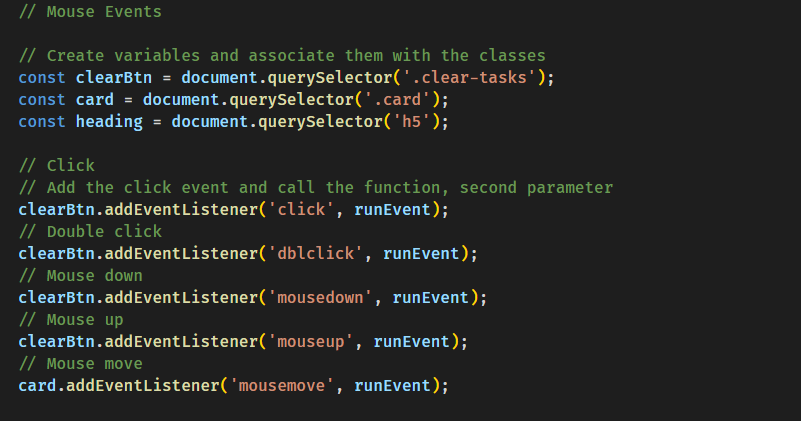 // Mouse Events
// Create variables and associate them with the classes
const clearBtn = document.querySelector('.clear-tasks');
const card = document.querySelector('.card');
const heading = document.querySelector('h5');
// Click
// Add the click event and call the function, second parameter
clearBtn.addEventListener('click', runEvent);
// Double click
clearBtn.addEventListener('dblclick', runEvent);
// Mouse down
clearBtn.addEventListener('mousedown', runEvent);
// Mouse up
clearBtn.addEventListener('mouseup', runEvent);
// Mouse move
card.addEventListener('mousemove', runEvent);